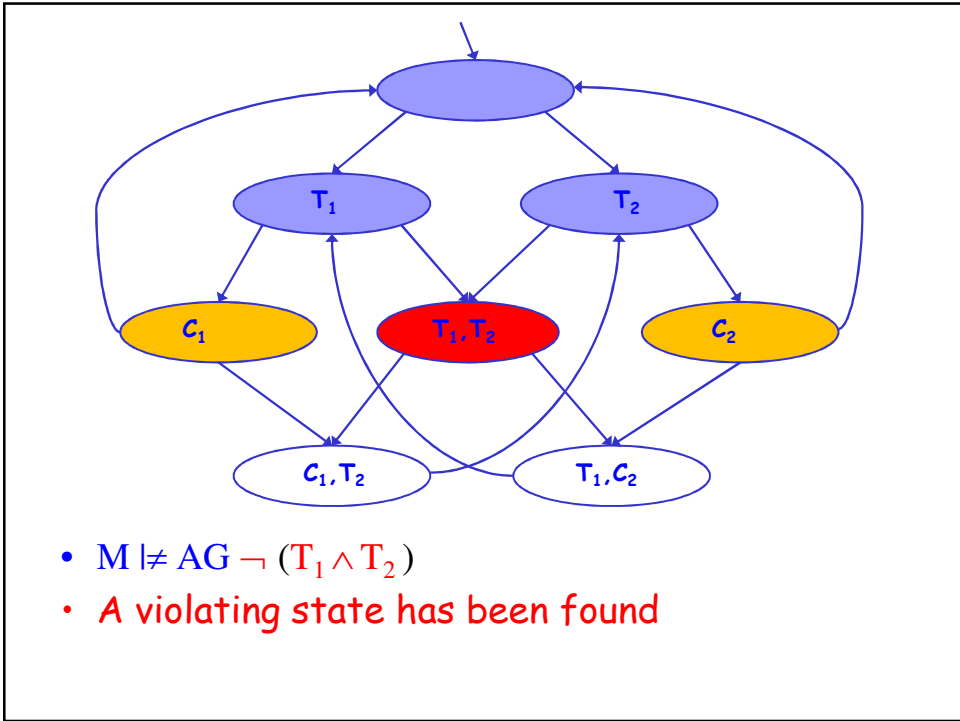 T₁
T₂
C₁
T₁,T₂
C₂
C₁,T₂
T₁,C₂
• M |≠ AG ¬ (T₁ ∧ T₂)
• A violating state has been found